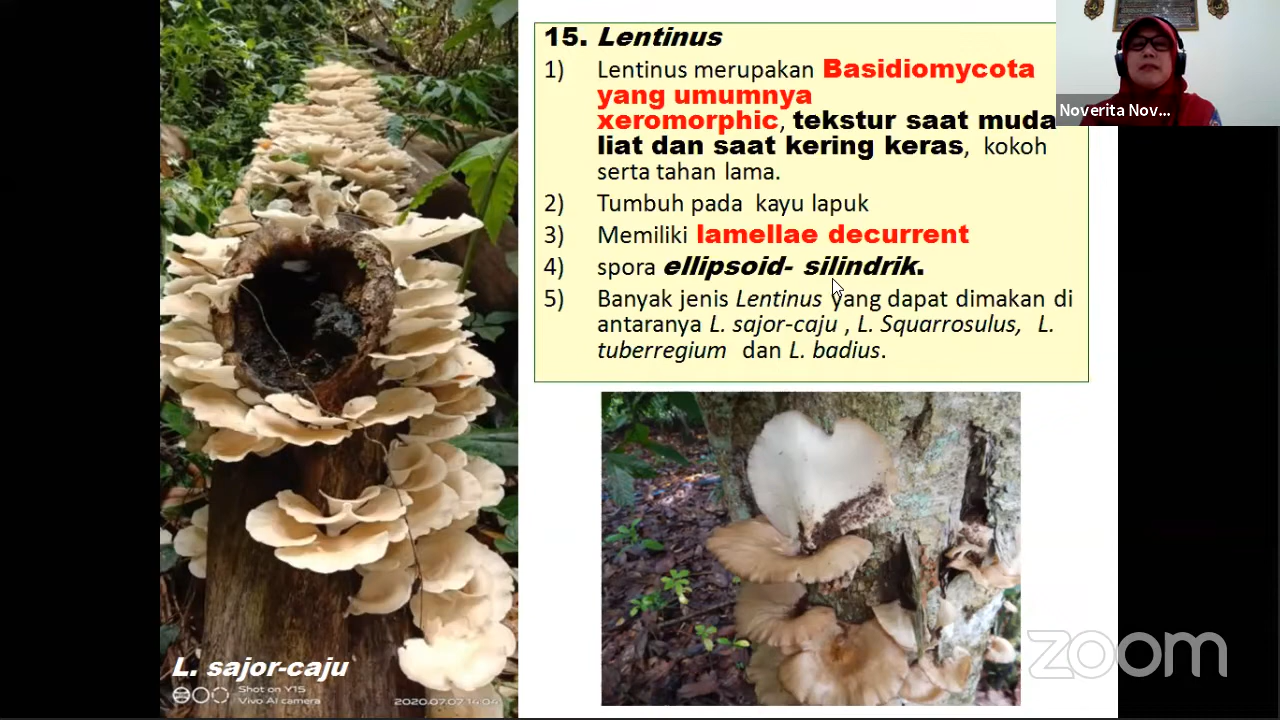 15. Lentinus
1) Lentinus merupakan Basidiomycota
yang umumnya
xeromorphic, tekstur saat muda
liat dan saat kering keras, kokoh
serta tahan lama.
2) Tumbuh pada kayu lapuk
3) Memiliki lamellae decurrent
4) spora ellipsoid- silindrik.
5) Banyak jenis Lentinus yang dapat dimakan di
antaranya L. sajor-caju , L. Squarrosulus, L.
tuberregium dan L. badius.
Noverita Nov...
L. sajor-caju
Shot on Y15
Vivo AI camera
2020.07.07 14:04
zoom